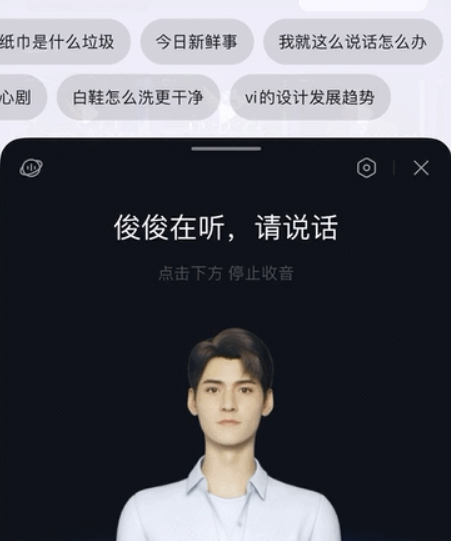 纸巾是什么垃圾 今日新鲜事 我就这么说话怎么办
心剧 白鞋怎么洗更干净 vi的设计发展趋势
俊俊在听，请说话
点击下方 停止收音